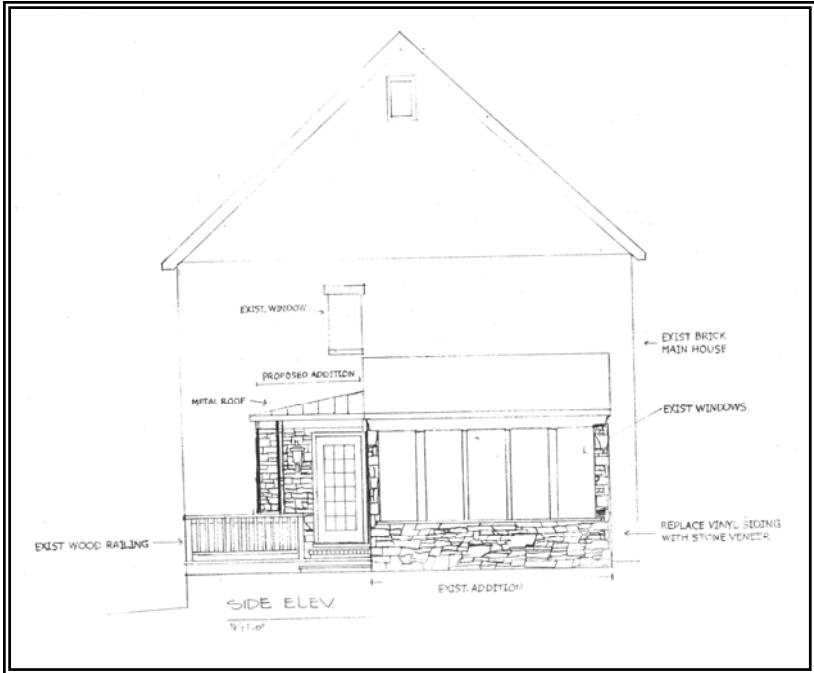 EXIST. WINDOW
EXIST BRICK
MAIN HOUSE
PROPOSED ADDITION
METAL ROOF
EXIST WINDOWS
REPLACE VINYL SIDING
WITH STONE VENEER
EXIST WOOD RAILING
EXIST. ADDITION
SIDE ELEV.